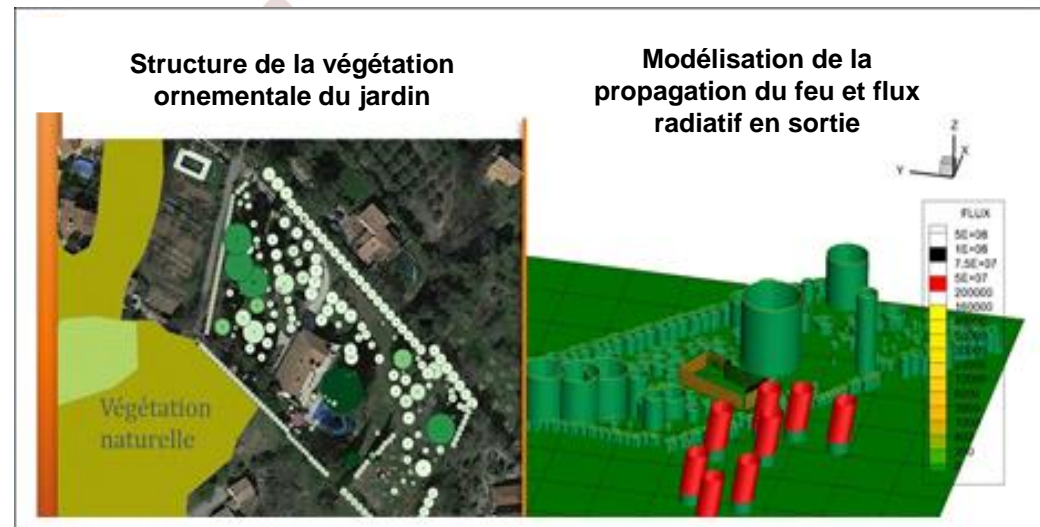 Structure de la végétation
ornementale du jardin
Modélisation de la
propagation du feu et flux
radiatif en sortie
Végétation
naturelle
Z
X
Y
FLUX
5E+08
1E+08
7.5E+07
5E+07
200000
160000